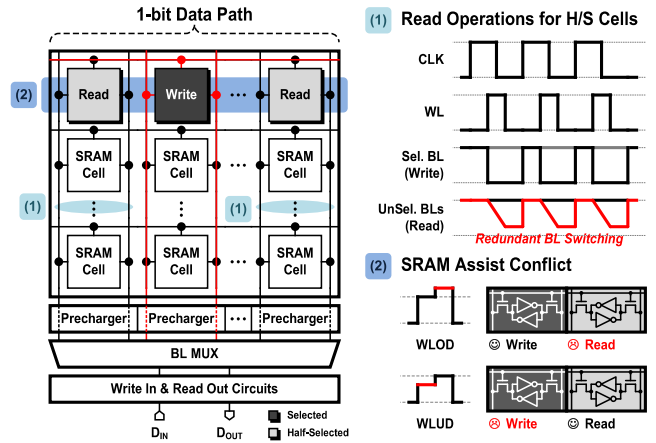 1-bit Data Path
(2)
Read
Write
Read
...
SRAM Cell
SRAM Cell
...
SRAM Cell
(1)
...
...
(1)
...
SRAM Cell
SRAM Cell
...
SRAM Cell
Precharger
Precharger
...
Precharger
BL MUX
Write In & Read Out Circuits
DIN
DOUT
Selected
Half-Selected
(1) Read Operations for H/S Cells
CLK
WL
Sel. BL
(Write)
UnSel. BLs
(Read)
Redundant BL Switching
(2) SRAM Assist Conflict
WLOD
☺ Write
☹ Read
WLUD
☹ Write
☺ Read